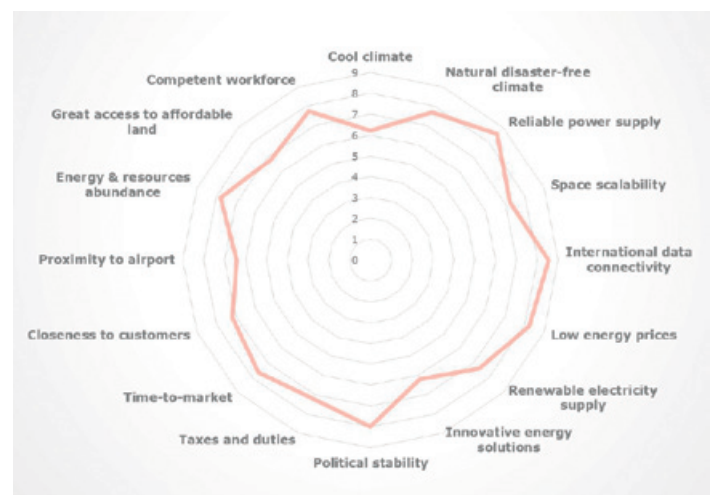 Cool climate
Natural disaster-free
climate
Reliable power supply
Space scalability
International data
connectivity
Low energy prices
Renewable electricity
supply
Innovative energy
solutions
Political stability
Taxes and duties
Time-to-market
Closeness to customers
Proximity to airport
Energy & resources
abundance
Great access to affordable
land
Competent workforce
9
8
7
6
5
4
3
2
1
0